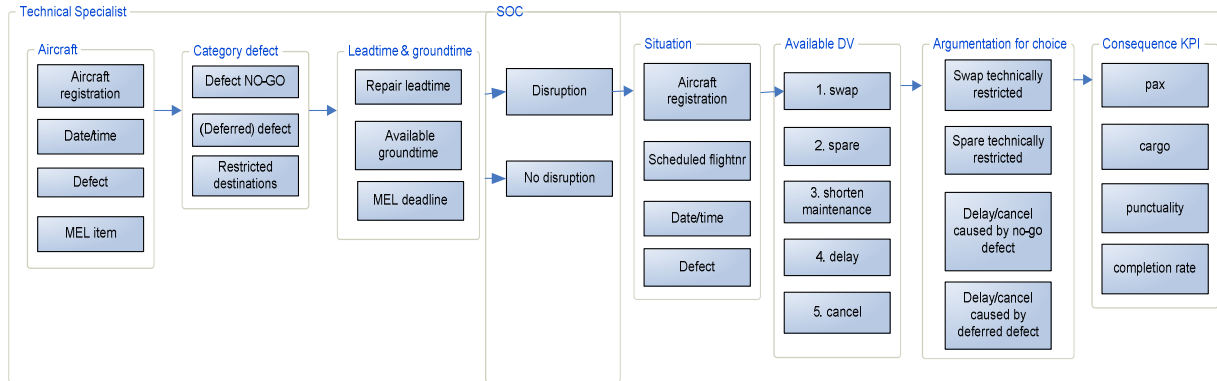 Technical Specialist
SOC
Aircraft
Aircraft
registration
Date/time
Defect
MEL item
Category defect
Defect NO-GO
(Deferred) defect
Restricted
destinations
Leadtime & groundtime
Repair leadtime
Available
groundtime
MEL deadline
Disruption
No disruption
Situation
Aircraft
registration
Scheduled flightnr
Date/time
Defect
Available DV
1. swap
2. spare
3. shorten
maintenance
4. delay
5. cancel
Argumentation for choice
Swap technically
restricted
Spare technically
restricted
Delay/cancel
caused by no-go
defect
Delay/cancel
caused by
deferred defect
Consequence KPI
pax
cargo
punctuality
completion rate